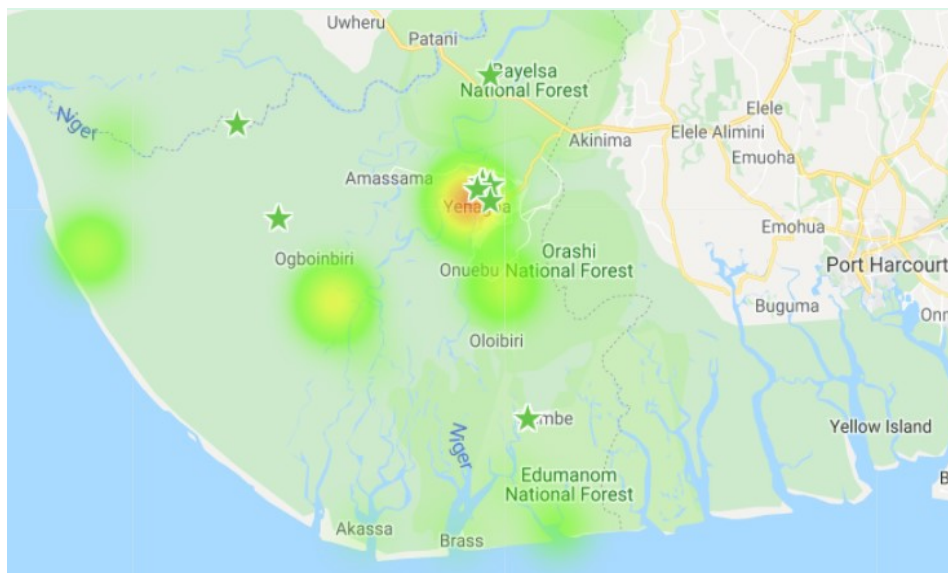 Uwheru
Patani
Bayelsa
National Forest
Niger
Elele
Elele Alimini
Akinima
Emuoha
Amassama
Emohua
Orashi
National Forest
Ogboinbiri
Onuebu
Port Harcourt
Buguma
Onn
Oloibiri
Yellow Island
Niger
Edumanom
National Forest
B
Akassa
Brass